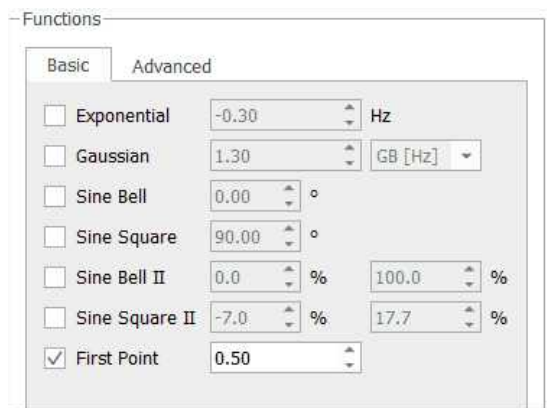 Functions
Basic Advanced
Exponential -0.30 Hz
Gaussian 1.30 GB [Hz]
Sine Bell 0.00 °
Sine Square 90.00 °
Sine Bell II 0.0 % 100.0 %
Sine Square II -7.0 % 17.7 %
First Point 0.50